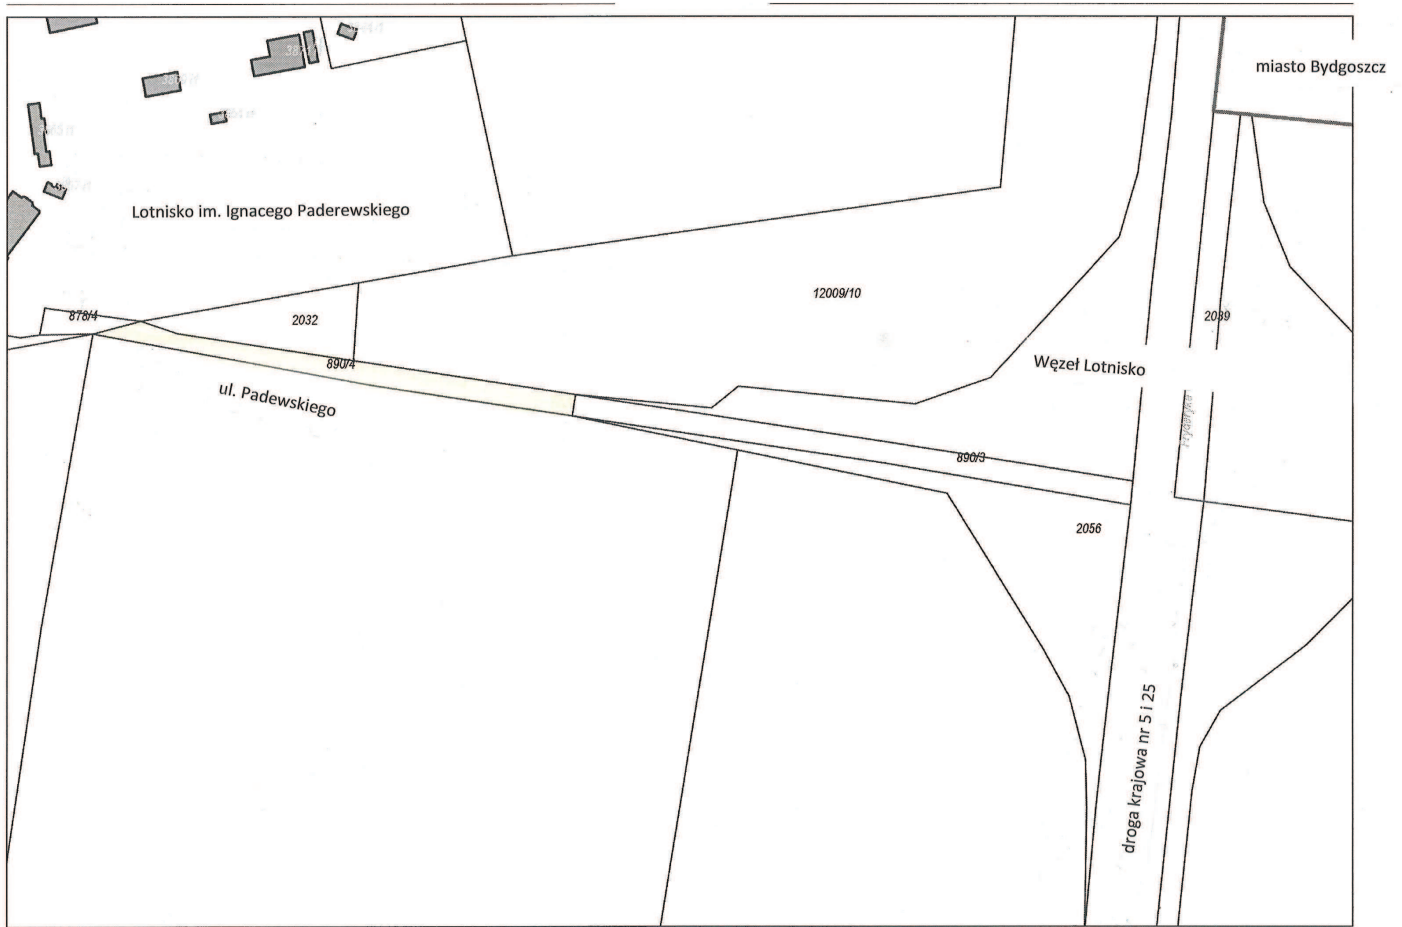 miasto Bydgoszcz
Lotnisko im. Ignacego Paderewskiego
12009/10
878/4
2032
2039
890/4
Węzeł Lotnisko
ul. Padewskiego
890/3
2056
droga krajowa nr 5 i 25